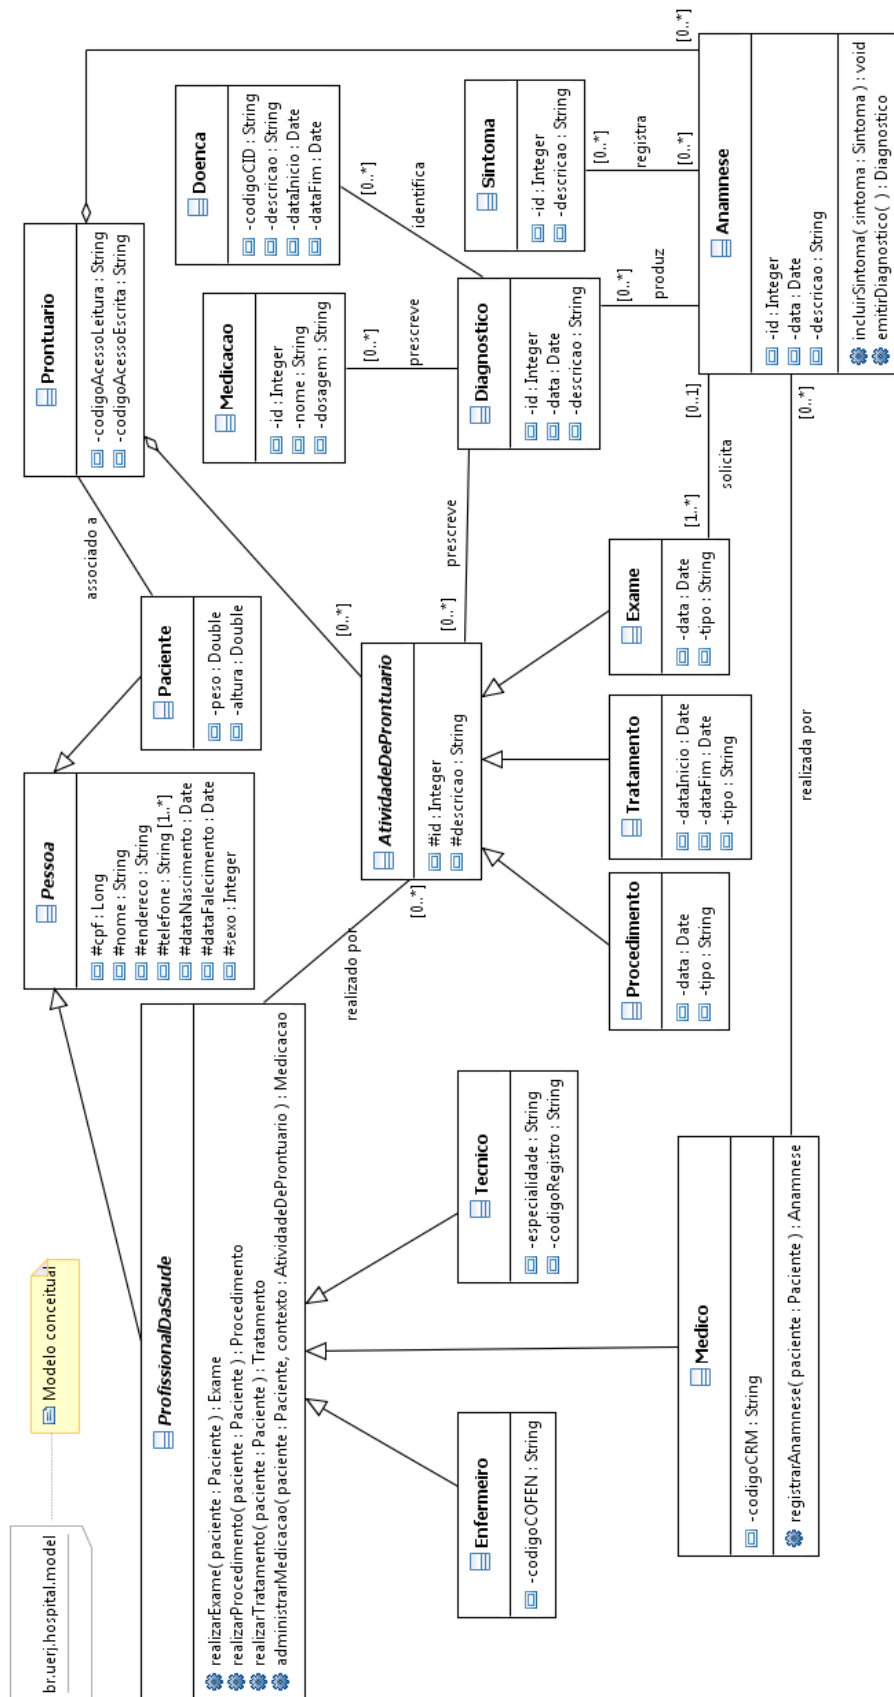 br.uerj.hospital.model
Modelo conceitual
ProfissionalDaSaude
realizarExame( paciente : Paciente ) : Exame
realizarProcedimento( paciente : Paciente ) : Procedimento
realizarTratamento( paciente : Paciente ) : Tratamento
administrarMedicacao( paciente : Paciente, contexto : AtividadeDeProntuario ) : Medicacao
Pessoa
#cpf : Long
#nome : String
#endereco : String
#telefone : String [1..*]
#dataNascimento : Date
#dataFalecimento : Date
#sexo : Integer
Paciente
-peso : Double
-altura : Double
associado a
Prontuario
-codigoAcessoLeitura : String
-codigoAcessoEscrita : String
Doenca
-codigoCID : String
-descricao : String
-dataInicio : Date
-dataFim : Date
[0..*]
identifica
Medicacao
-id : Integer
-nome : String
-dosagem : String
[0..*]
prescreve
Enfermeiro
-codigoCOFEN : String
Tecnico
-especialidade : String
-codigoRegistro : String
realizado por
[0..*]
AtividadeDeProntuario
#id : Integer
#descricao : String
[0..*]
[0..*]
prescreve
Diagnostico
-id : Integer
-data : Date
-descricao : String
Sintoma
-id : Integer
-descricao : String
[0..*]
registra
[0..*]
Procedimento
-data : Date
-tipo : String
Tratamento
-dataInicio : Date
-dataFim : Date
-tipo : String
Exame
-data : Date
-tipo : String
[1..*]
solicita
[0..1]
[0..*]
produz
Medico
-codigoCRM : String
registrarAnamnese( paciente : Paciente ) : Anamnese
realizada por
[0..*]
[0..*]
Anamnese
-id : Integer
-data : Date
-descricao : String
incluirSintoma( sintoma : Sintoma ) : void
emitirDiagnostico( ) : Diagnostico